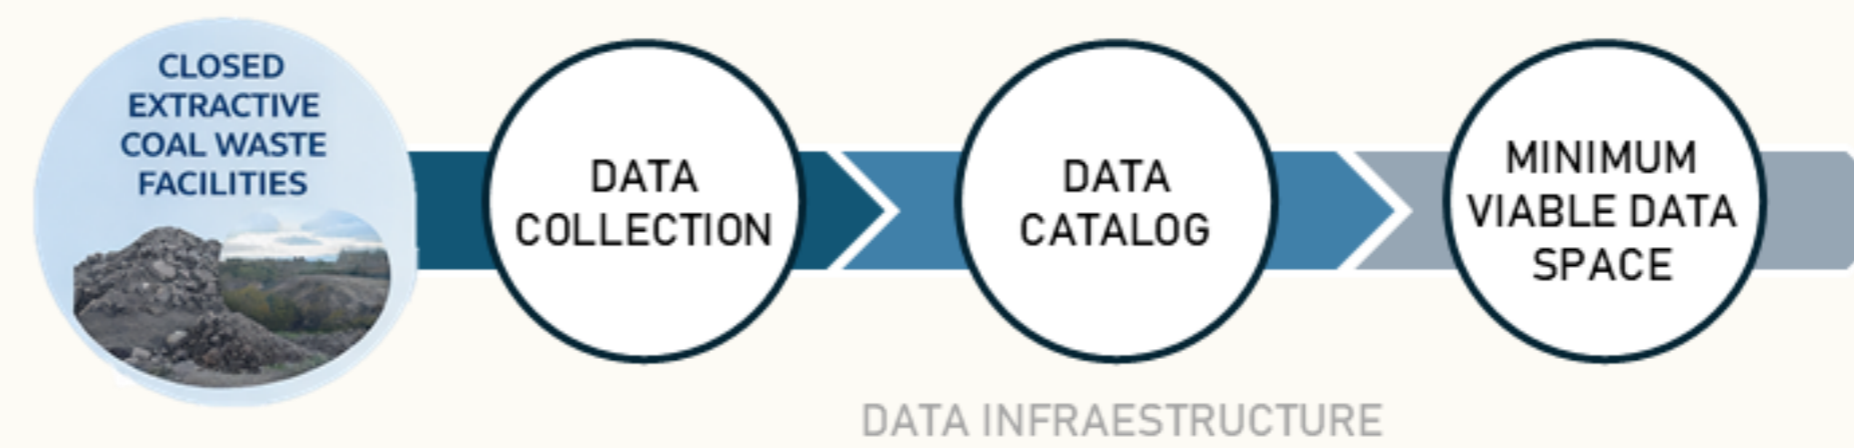 CLOSED
EXTRACTIVE
COAL WASTE
FACILITIES
DATA
COLLECTION
DATA
CATALOG
MINIMUM
VIABLE DATA
SPACE
DATA INFRAESTRUCTURE